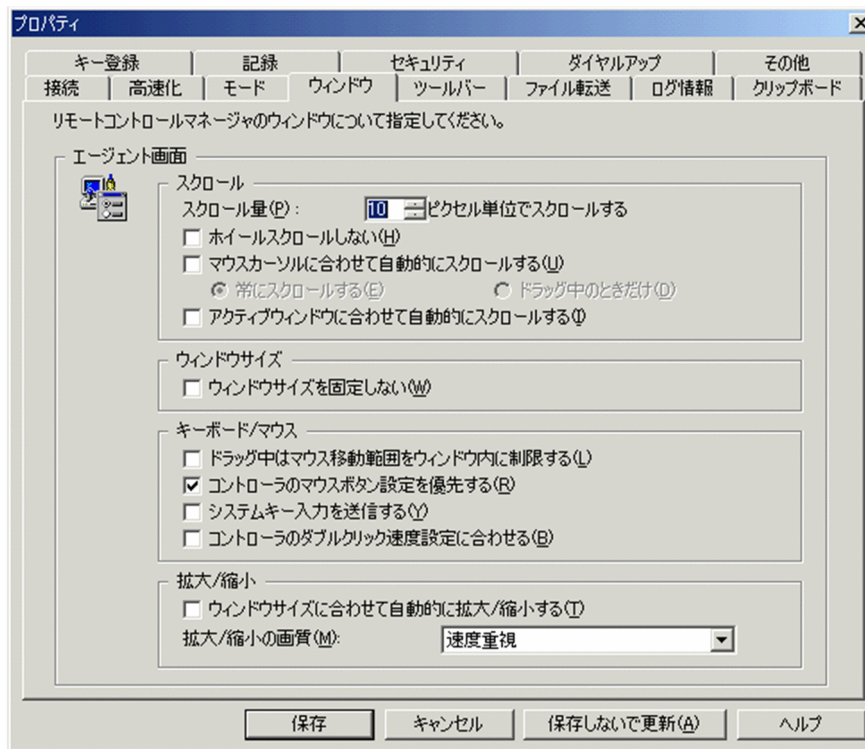 プロパティ
キー登録 記録 セキュリティ ダイヤルアップ その他
接続 高速化 モード ウィンドウ ツールバー ファイル転送 ログ情報 クリップボード
リモートコントロールマネージャのウィンドウについて指定してください。
エージェント画面
スクロール
スクロール量(P): 10 ピクセル単位でスクロールする
ホイールスクロールしない(H)
マウスカーソルに合わせて自動的にスクロールする(U)
常にスクロールする(E) ドラッグ中のときだけ(D)
アクティブウィンドウに合わせて自動的にスクロールする(I)
ウィンドウサイズ
ウィンドウサイズを固定しない(W)
キーボード/マウス
ドラッグ中はマウス移動範囲をウィンドウ内に制限する(L)
コントローラのマウスボタン設定を優先する(R)
システムキー入力を送信する(Y)
コントローラのダブルクリック速度設定に合わせる(B)
拡大/縮小
ウィンドウサイズに合わせて自動的に拡大/縮小する(T)
拡大/縮小の画質(M): 速度重視
保存 キャンセル 保存しないで更新(A) ヘルプ